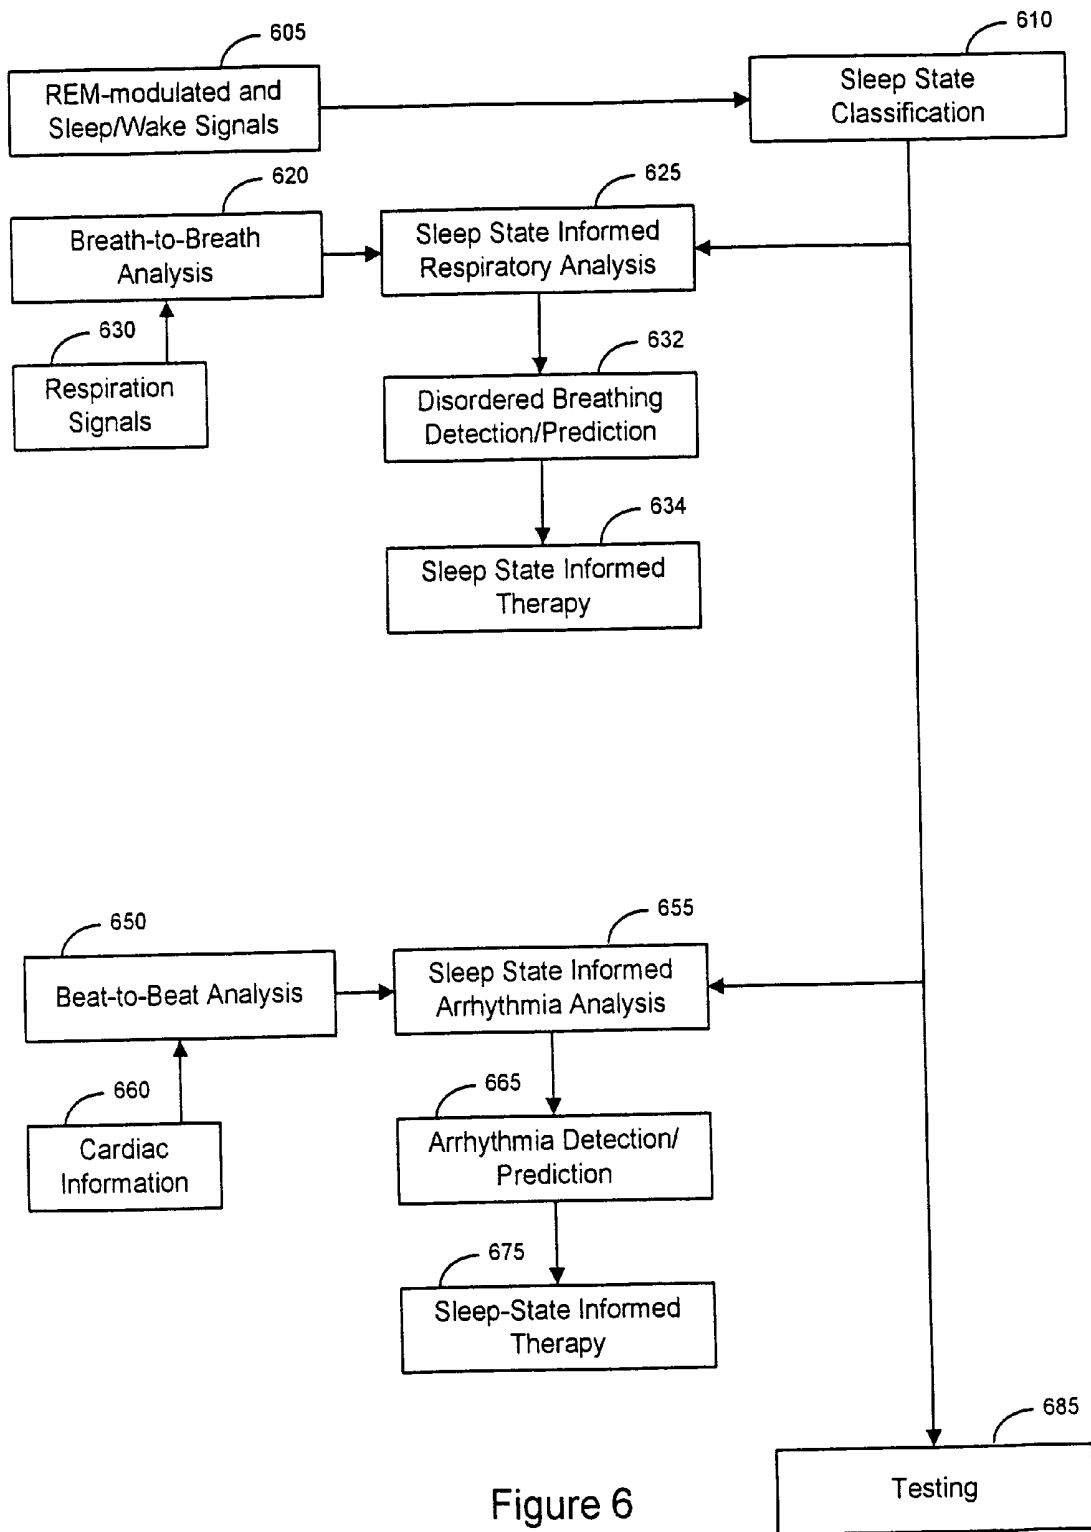 605
REM-modulated and
Sleep/Wake Signals
610
Sleep State
Classification
620
Breath-to-Breath
Analysis
625
Sleep State Informed
Respiratory Analysis
630
Respiration
Signals
632
Disordered Breathing
Detection/Prediction
634
Sleep State Informed
Therapy
650
Beat-to-Beat Analysis
655
Sleep State Informed
Arrhythmia Analysis
660
Cardiac
Information
665
Arrhythmia Detection/
Prediction
675
Sleep-State Informed
Therapy
685
Testing
Figure 6